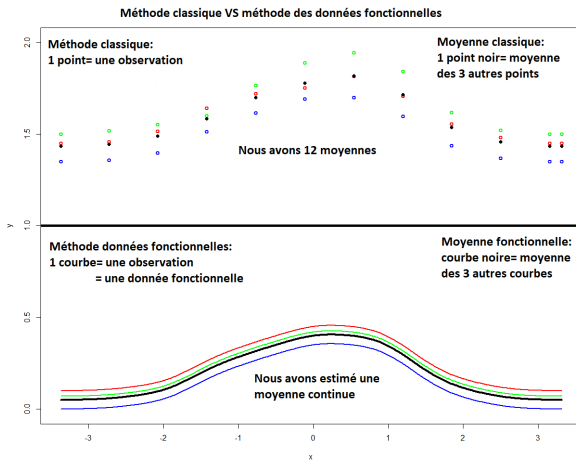 Méthode classique VS méthode des données fonctionnelles
Méthode classique:
1 point= une observation
Moyenne classique:
1 point noir= moyenne
des 3 autres points
Nous avons 12 moyennes
Méthode données fonctionnelles:
1 courbe= une observation
= une donnée fonctionnelle
Moyenne fonctionnelle:
courbe noire= moyenne
des 3 autres courbes
Nous avons estimé une
moyenne continue
y
2.0
1.5
1.0
0.5
0.0
-3 -2 -1 0 1 2 3
x